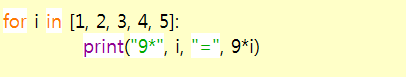 for i in [1, 2, 3, 4, 5]:
print("9*", i, "=", 9*i)